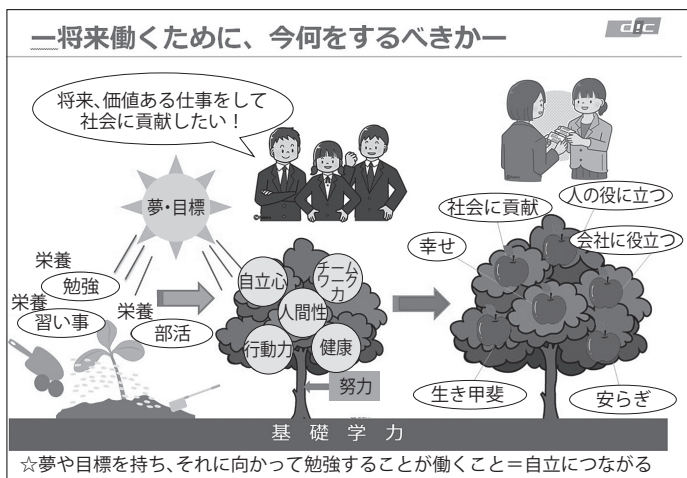 ー将来働くために、今何をするべきかー
cdc
将来、価値ある仕事をして
社会に貢献したい！
夢・目標
栄養
勉強
栄養
習い事
栄養
部活
自立心
チーム
ワーク
力
人間性
行動力
健康
努力
社会に貢献
人の役に立つ
幸せ
会社に役立つ
生き甲斐
安らぎ
基礎学力
☆夢や目標を持ち、それに向かって勉強することが働くこと＝自立につながる